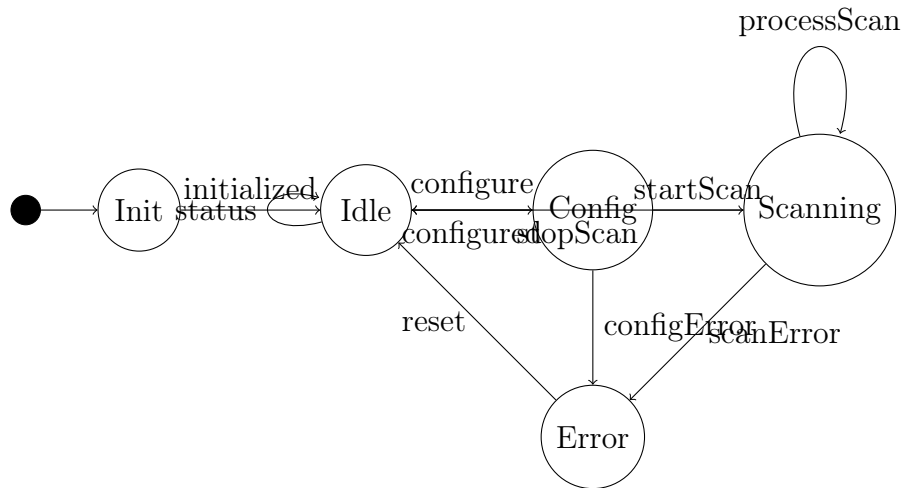 processScan
initialized
configure
startScan
Init
status
Idle
Config
Scanning
configured
stopScan
reset
configError
scanError
Error